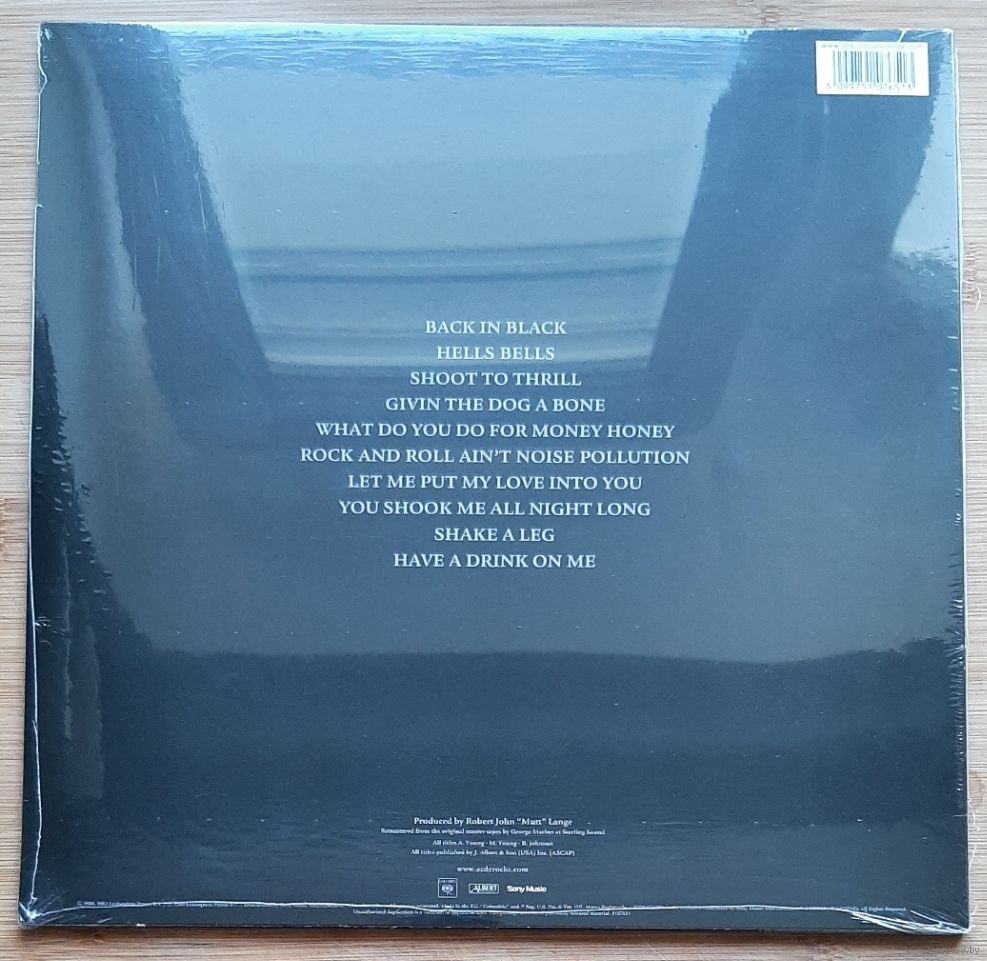 BACK IN BLACK
HELLS BELLS
SHOOT TO THRILL
GIVIN THE DOG A BONE
WHAT DO YOU DO FOR MONEY HONEY
ROCK AND ROLL AIN'T NOISE POLLUTION
LET ME PUT MY LOVE INTO YOU
YOU SHOOK ME ALL NIGHT LONG
SHAKE A LEG
HAVE A DRINK ON ME
Produced by Robert John "Mutt" Lange
Remastered from the original master tapes by George Marino at Sterling Sound
All titles A. Young - M. Young - B. Johnson
All titles published by J. Albert & Son (USA) Inc. (ASCAP)
www.acdcrocks.com
ALBERT Sony Music